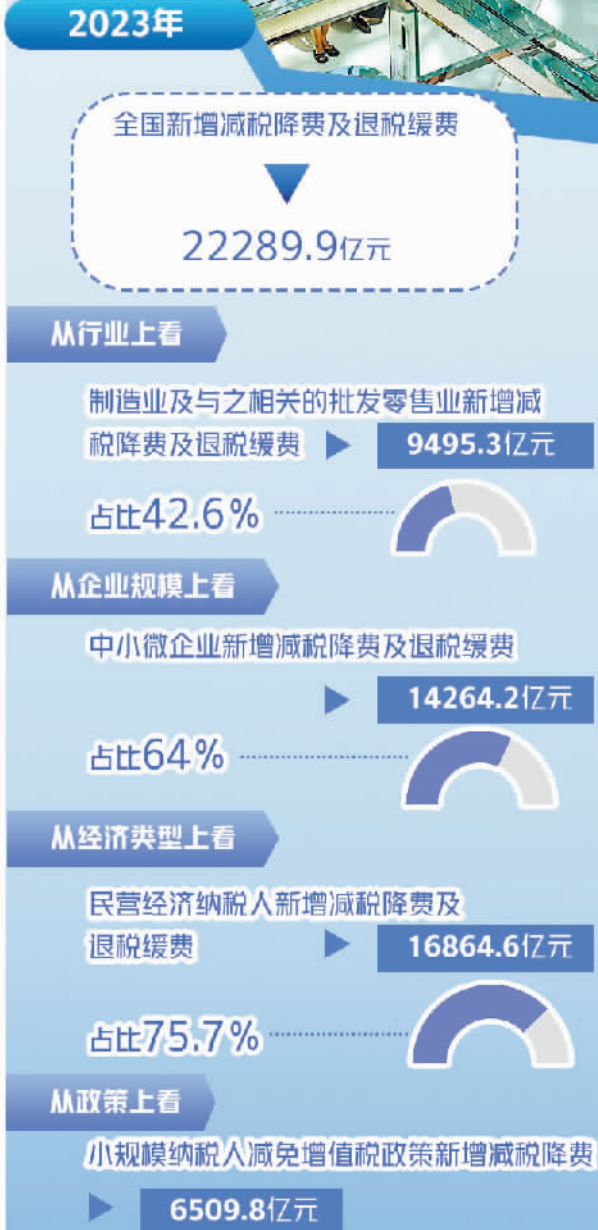 2023年
全国新增减税降费及退税缓费
22289.9亿元
从行业上看
制造业及与之相关的批发零售业新增减
税降费及退税缓费
9495.3亿元
占比42.6%
从企业规模上看
中小微企业新增减税降费及退税缓费
14264.2亿元
占比64%
从经济类型上看
民营经济纳税人新增减税降费及
退税缓费
16864.6亿元
占比75.7%
从政策上看
小规模纳税人减免增值税政策新增减税降费
6509.8亿元